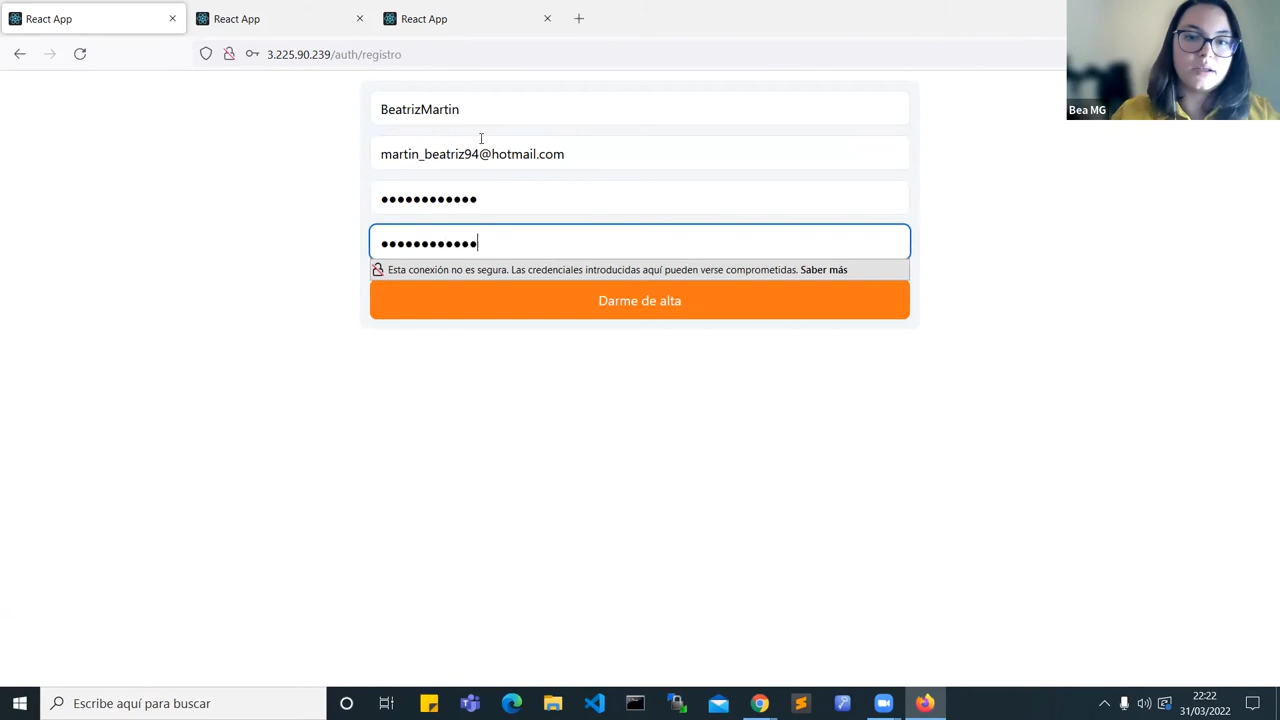 React App
React App
React App
3.225.90.239/auth/registro
Bea MG
BeatrizMartin
martin_beatriz94@hotmail.com
●●●●●●●●●●●●
●●●●●●●●●●●●
Esta conexión no es segura. Las credenciales introducidas aquí pueden verse comprometidas. Saber más
Darme de alta
Escribe aquí para buscar
22:22
31/03/2022